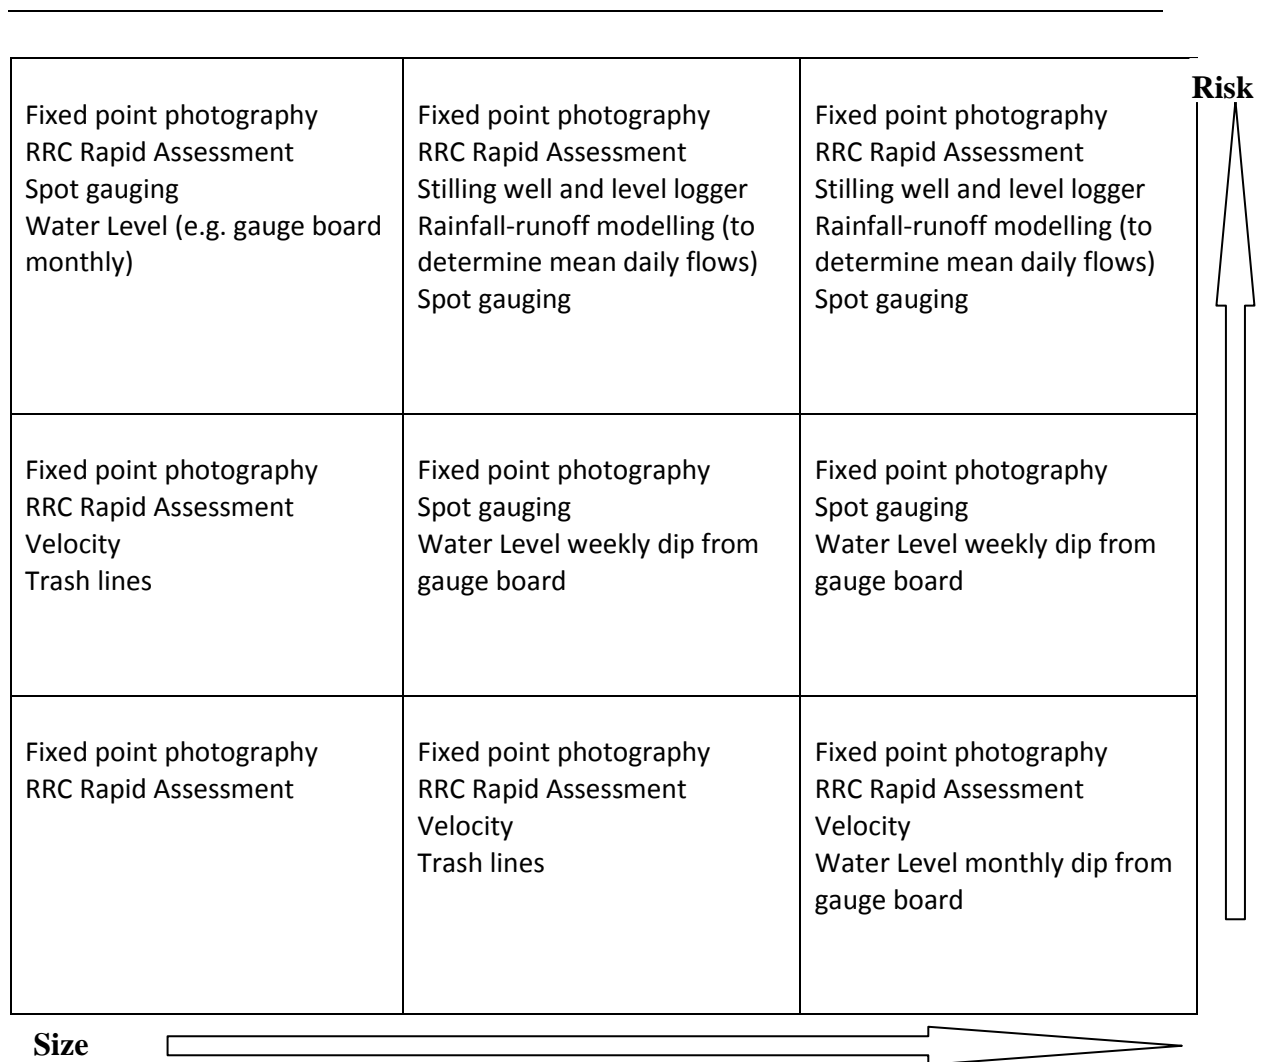 Risk
Fixed point photography
RRC Rapid Assessment
Spot gauging
Water Level (e.g. gauge board
monthly)
Fixed point photography
RRC Rapid Assessment
Stilling well and level logger
Rainfall-runoff modelling (to
determine mean daily flows)
Spot gauging
Fixed point photography
RRC Rapid Assessment
Stilling well and level logger
Rainfall-runoff modelling (to
determine mean daily flows)
Spot gauging
Fixed point photography
RRC Rapid Assessment
Velocity
Trash lines
Fixed point photography
Spot gauging
Water Level weekly dip from
gauge board
Fixed point photography
Spot gauging
Water Level weekly dip from
gauge board
Fixed point photography
RRC Rapid Assessment
Fixed point photography
RRC Rapid Assessment
Velocity
Trash lines
Fixed point photography
RRC Rapid Assessment
Velocity
Water Level monthly dip from
gauge board
Size